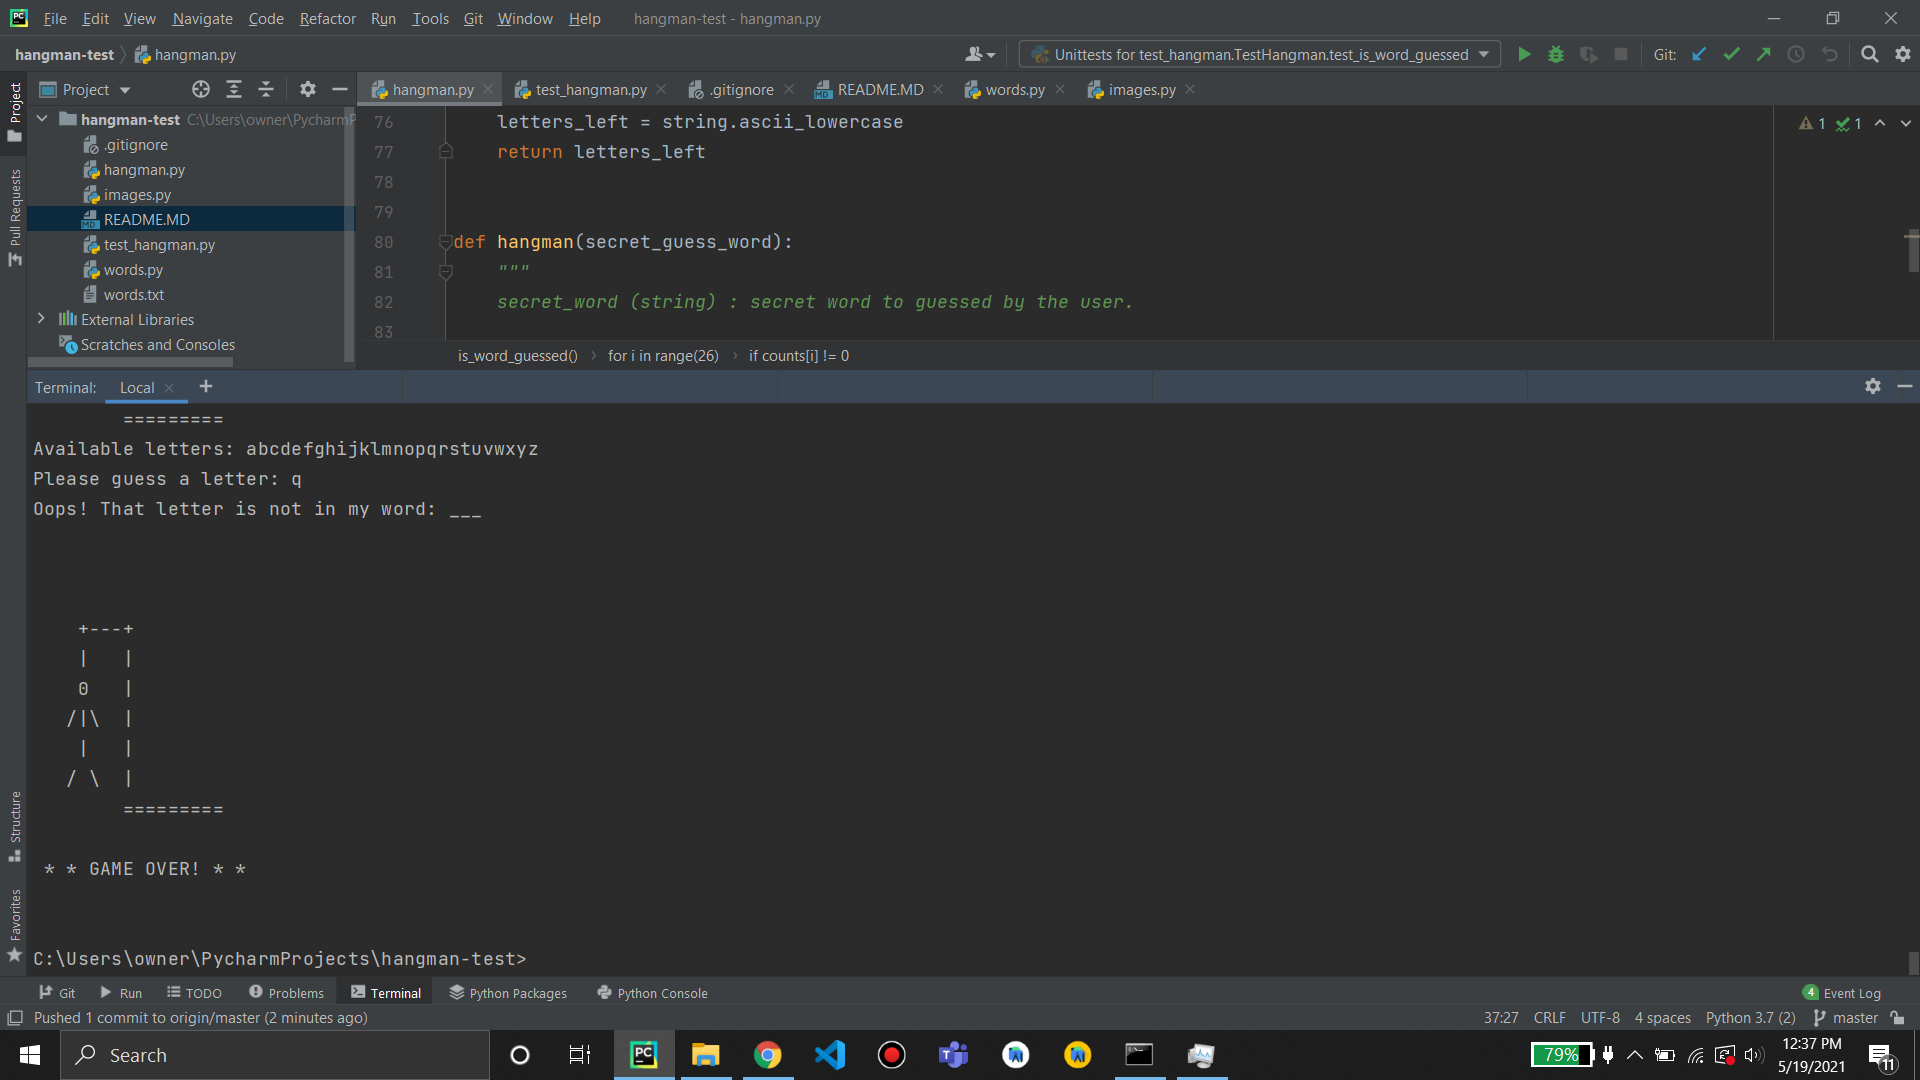 File Edit View Navigate Code Refactor Run Tools Git Window Help hangman-test - hangman.py
hangman-test hangman.py Unittests for test_hangman.TestHangman.test_is_word_guessed Git:
Project
Project
hangman.py test_hangman.py .gitignore README.MD words.py images.py
hangman-test C:\Users\owner\PycharmP
.gitignore
hangman.py
images.py
README.MD
test_hangman.py
words.py
words.txt
External Libraries
Scratches and Consoles
Pull Requests
76 letters_left = string.ascii_lowercase
77 return letters_left
78
79
80 def hangman(secret_guess_word):
81 """
82 secret_word (string) : secret word to guessed by the user.
83
1 1
is_word_guessed() for i in range(26) if counts[i] != 0
Terminal: Local +
=========
Available letters: abcdefghijklmnopqrstuvwxyz
Please guess a letter: q
Oops! That letter is not in my word: ___
+---+
|   |
0   |
/|\  |
|   |
/ \  |
=========
* * GAME OVER! * *
C:\Users\owner\PycharmProjects\hangman-test>
Structure
Favorites
Git Run TODO Problems Terminal Python Packages Python Console 4 Event Log
Pushed 1 commit to origin/master (2 minutes ago) 37:27 CRLF UTF-8 4 spaces Python 3.7 (2) master
Search 79% 12:37 PM
5/19/2021 11